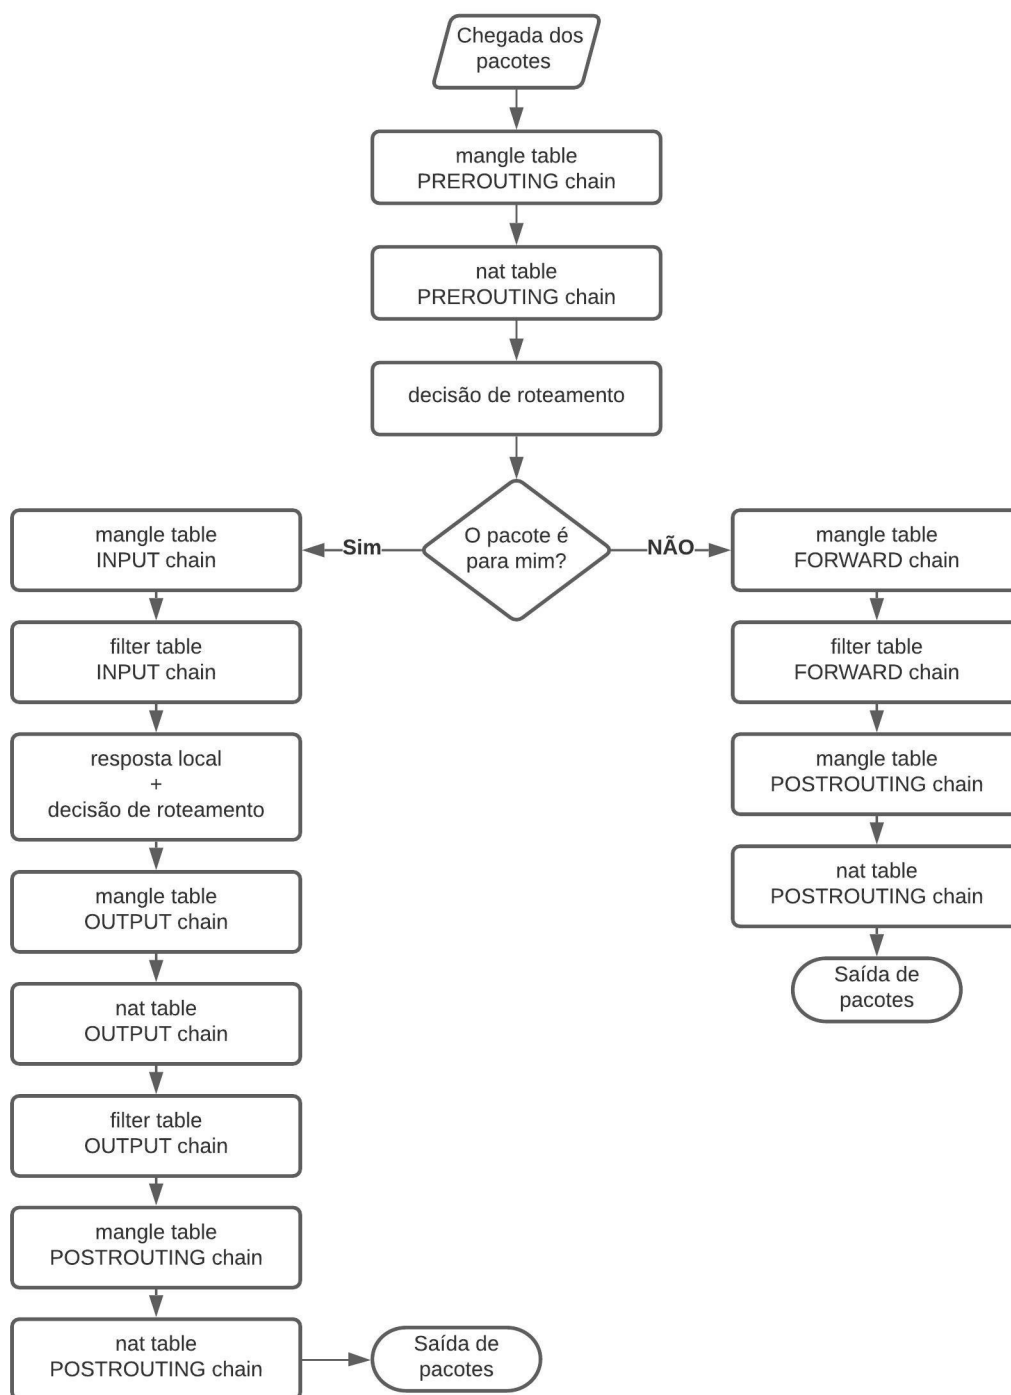 Chegada dos
pacotes
mangle table
PREROUTING chain
nat table
PREROUTING chain
decisão de roteamento
O pacote é
para mim?
Sim
NÃO
mangle table
INPUT chain
filter table
INPUT chain
resposta local
+
decisão de roteamento
mangle table
OUTPUT chain
nat table
OUTPUT chain
filter table
OUTPUT chain
mangle table
POSTROUTING chain
nat table
POSTROUTING chain
Saída de
pacotes
mangle table
FORWARD chain
filter table
FORWARD chain
mangle table
POSTROUTING chain
nat table
POSTROUTING chain
Saída de
pacotes